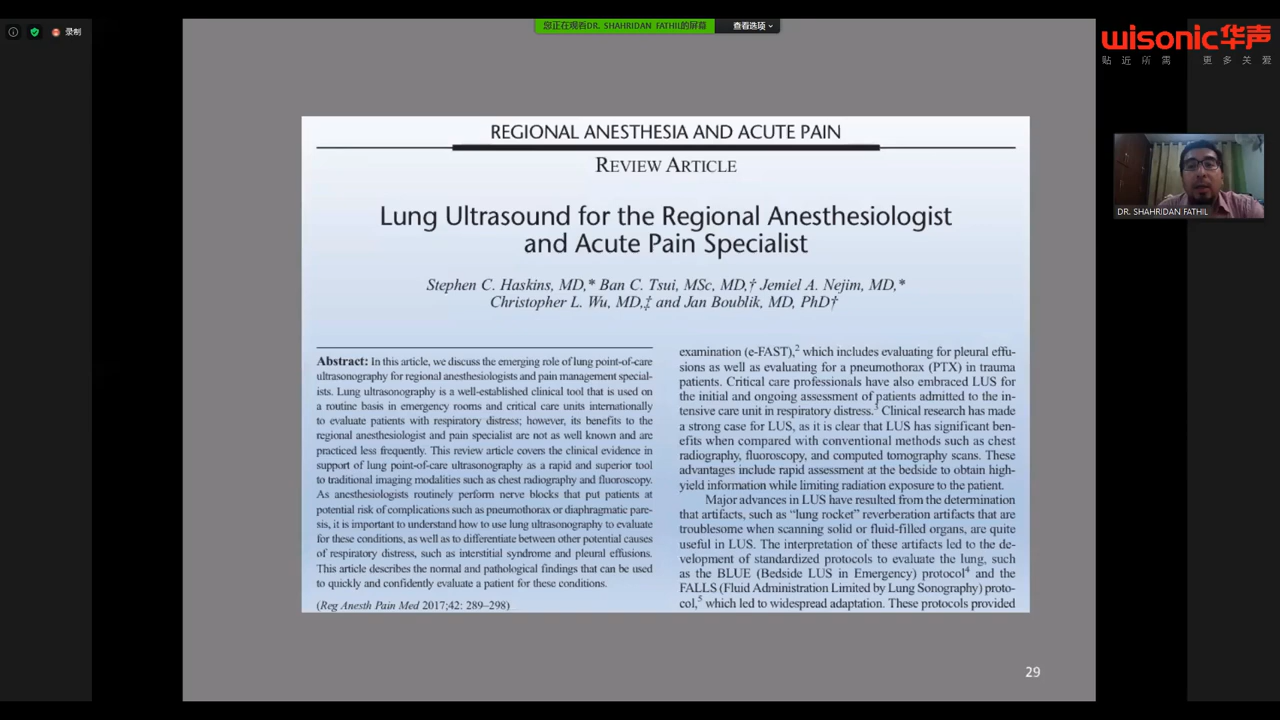 录制
您正在观看DR. SHAHRIDAN FATHIL的屏幕
查看选项
wisonic华声
贴近所需 更多关爱
DR. SHAHRIDAN FATHIL
REGIONAL ANESTHESIA AND ACUTE PAIN
REVIEW ARTICLE
Lung Ultrasound for the Regional Anesthesiologist
and Acute Pain Specialist
Stephen C. Haskins, MD,* Ban C. Tsui, MSc, MD,† Jemiel A. Nejim, MD,*
Christopher L. Wu, MD,‡ and Jan Boublik, MD, PhD†
Abstract: In this article, we discuss the emerging role of lung point-of-care
ultrasonography for regional anesthesiologists and pain management special-
ists. Lung ultrasonography is a well-established clinical tool that is used on
a routine basis in emergency rooms and critical care units internationally
to evaluate patients with respiratory distress; however, its benefits to the
regional anesthesiologist and pain specialist are not as well known and are
practiced less frequently. This review article covers the clinical evidence in
support of lung point-of-care ultrasonography as a rapid and superior tool
to traditional imaging modalities such as chest radiography and fluoroscopy.
As anesthesiologists routinely perform nerve blocks that put patients at
potential risk of complications such as pneumothorax or diaphragmatic pare-
sis, it is important to understand how to use lung ultrasonography to evaluate
for these conditions, as well as to differentiate between other potential causes
of respiratory distress, such as interstitial syndrome and pleural effusions.
This article describes the normal and pathological findings that can be used
to quickly and confidently evaluate a patient for these conditions.
(Reg Anesth Pain Med 2017;42: 289–298)
examination (e-FAST),2 which includes evaluating for pleural effu-
sions as well as evaluating for a pneumothorax (PTX) in trauma
patients. Critical care professionals have also embraced LUS for
the initial and ongoing assessment of patients admitted to the in-
tensive care unit in respiratory distress.3 Clinical research has made
a strong case for LUS, as it is clear that LUS has significant ben-
efits when compared with conventional methods such as chest
radiography, fluoroscopy, and computed tomography scans. These
advantages include rapid assessment at the bedside to obtain high-
yield information while limiting radiation exposure to the patient.
Major advances in LUS have resulted from the determination
that artifacts, such as “lung rocket” reverberation artifacts that are
troublesome when scanning solid or fluid-filled organs, are quite
useful in LUS. The interpretation of these artifacts led to the de-
velopment of standardized protocols to evaluate the lung, such
as the BLUE (Bedside LUS in Emergency) protocol4 and the
FALLS (Fluid Administration Limited by Lung Sonography) proto-
col,5 which led to widespread adaptation. These protocols provided
29